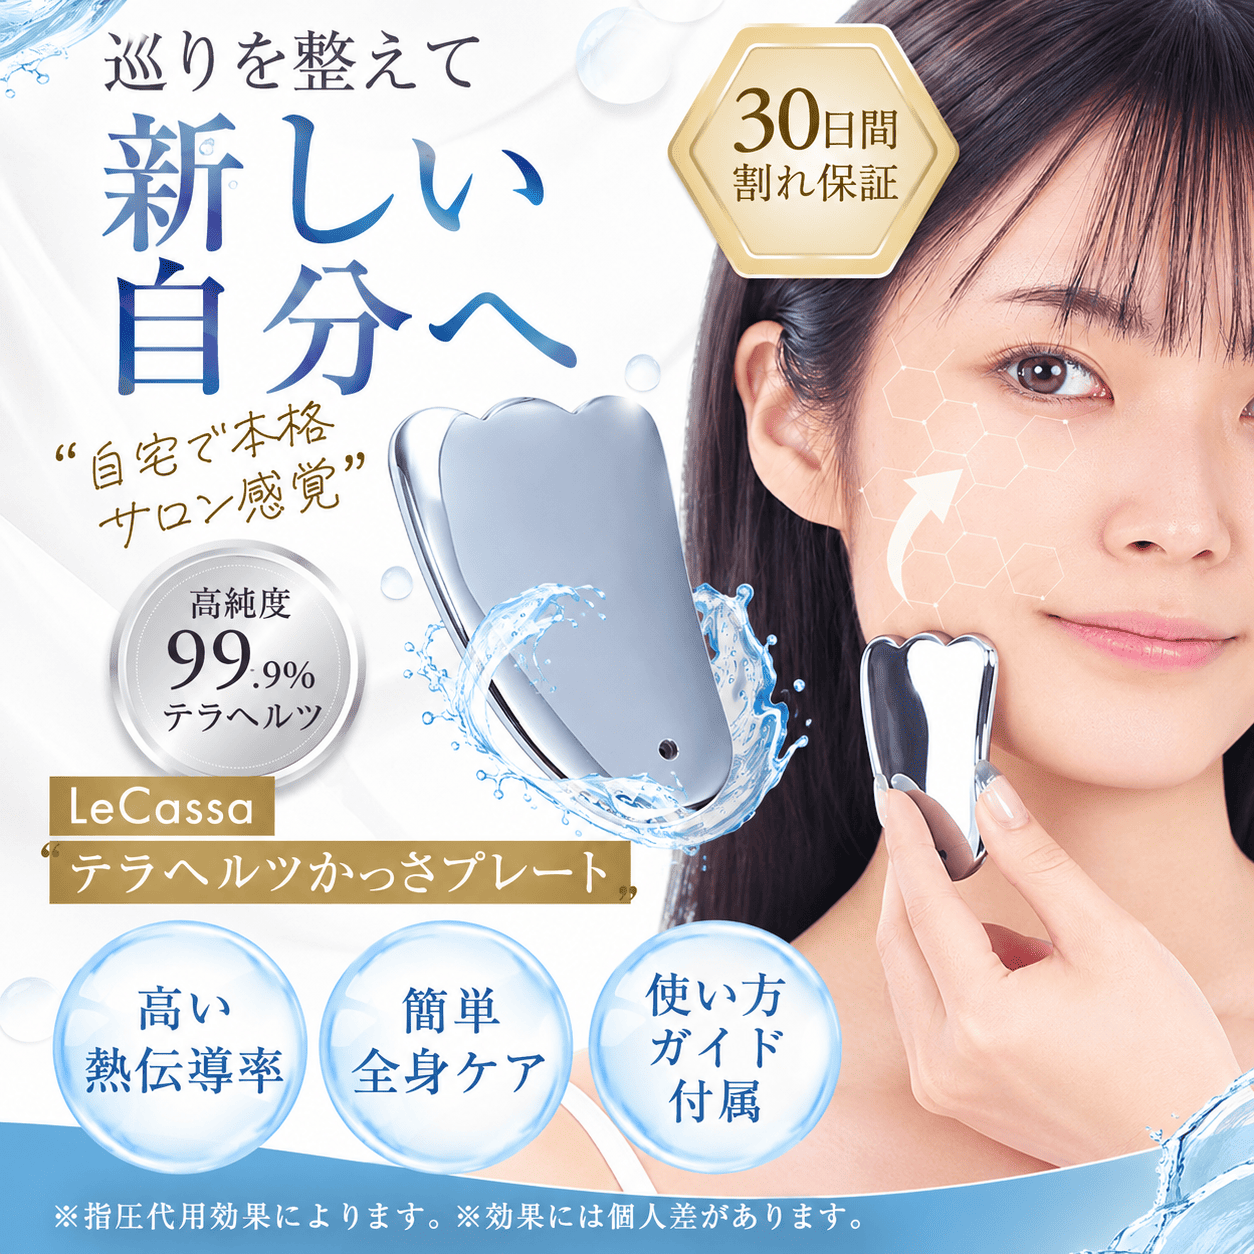 巡りを整えて
新しい
自分へ
30日間
割れ保証
“自宅で本格
サロン感覚”
高純度
99.9%
テラヘルツ
LeCassa
“テラヘルツかっさプレート”
高い
熱伝導率
簡単
全身ケア
使い方
ガイド
付属
※指圧代用効果によります。※効果には個人差があります。